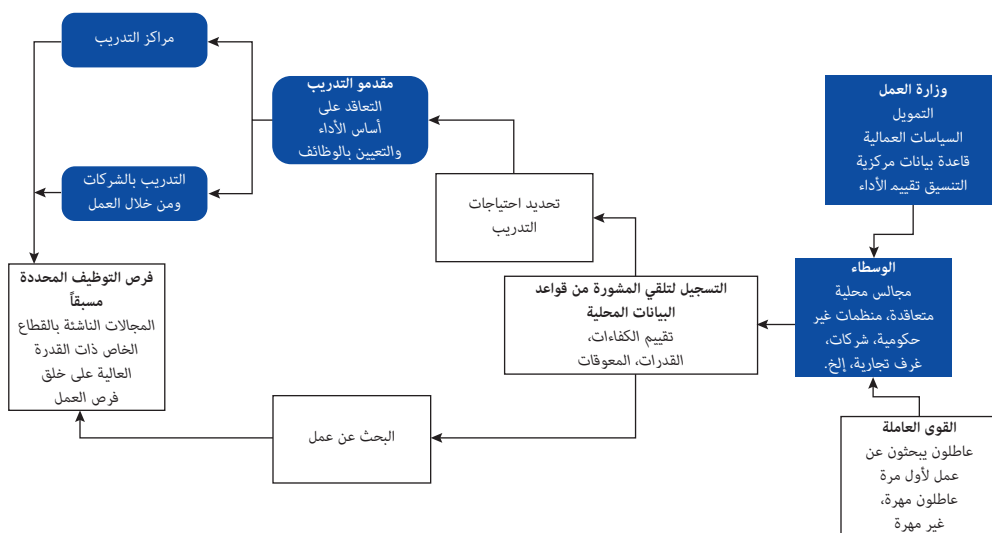 وزارة العمل
التمويل
السياسات العمالية
قاعدة بيانات مركزية
التنسيق تقييم الأداء
الوسطاء
مجالس محلية
متعاقدة، منظمات غير
حكومية، شركات،
غرف تجارية، إلخ.
القوى العاملة
عاطلون يبحثون عن
عمل لأول مرة
عاطلون مهرة،
غير مهرة
التسجيل لتلقي المشورة من قواعد
البيانات المحلية
تقييم الكفاءات،
القدرات، المعوقات
تحديد احتياجات
التدريب
مقدمو التدريب
التعاقد على
أساس الأداء
والتعيين بالوظائف
مراكز التدريب
التدريب بالشركات
ومن خلال العمل
البحث عن عمل
فرص التوظيف المحددة
مسبقاً
المجالات الناشئة بالقطاع
الخاص ذات القدرة
العالية على خلق
فرص العمل